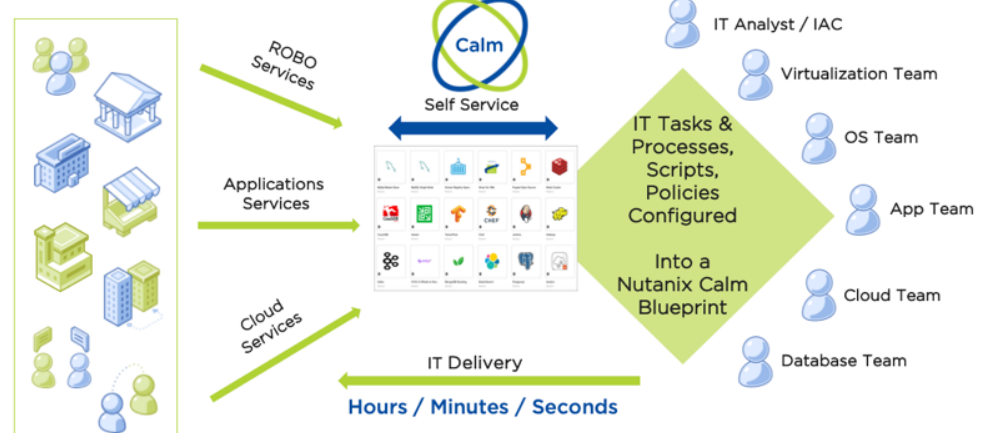 Calm
Self Service
ROBO
Services
Applications
Services
Cloud
Services
CHEF
IT Tasks &
Processes,
Scripts,
Policies
Configured
Into a
Nutanix Calm
Blueprint
IT Analyst / IAC
Virtualization Team
OS Team
App Team
Cloud Team
Database Team
IT Delivery
Hours / Minutes / Seconds